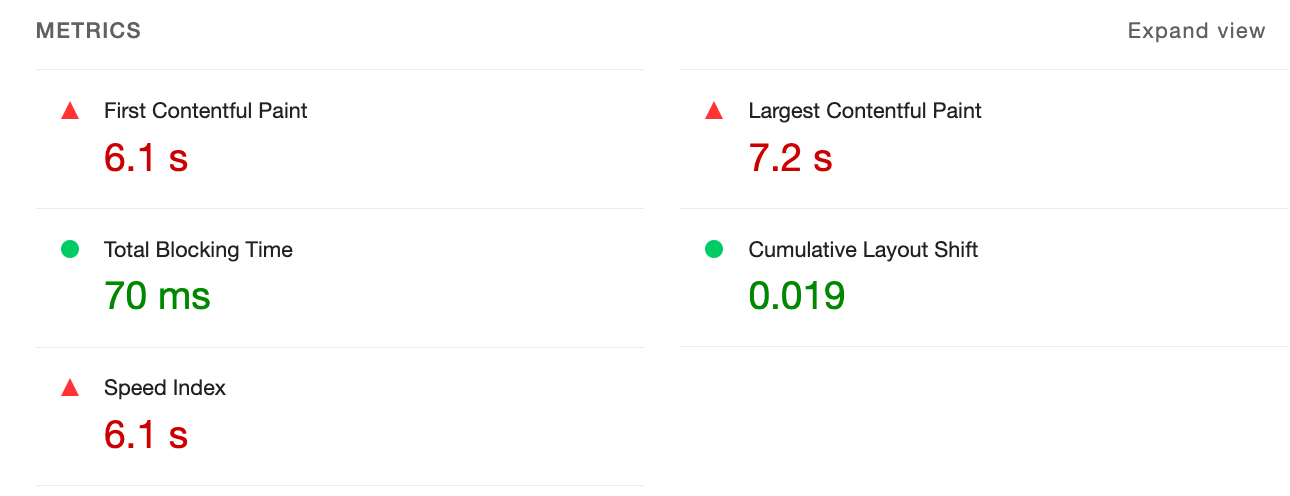 METRICS
Expand view
First Contentful Paint
6.1 s
Largest Contentful Paint
7.2 s
Total Blocking Time
70 ms
Cumulative Layout Shift
0.019
Speed Index
6.1 s